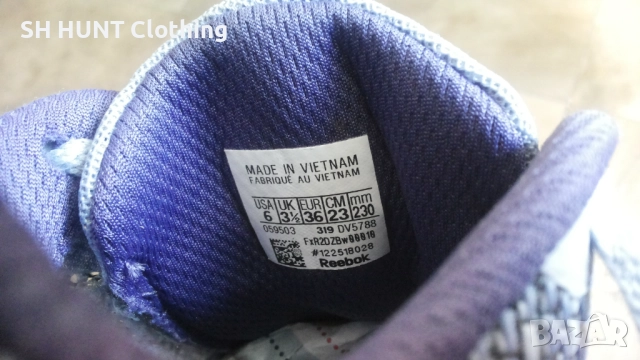 SH HUNT Clothing
MADE IN VIETNAM
FABRIQUÉ AU VIETNAM
USA UK EUR CM MM
6 3½ 36 23 230
059503 319 DV5788
#122518028
Reebok
BAZAR